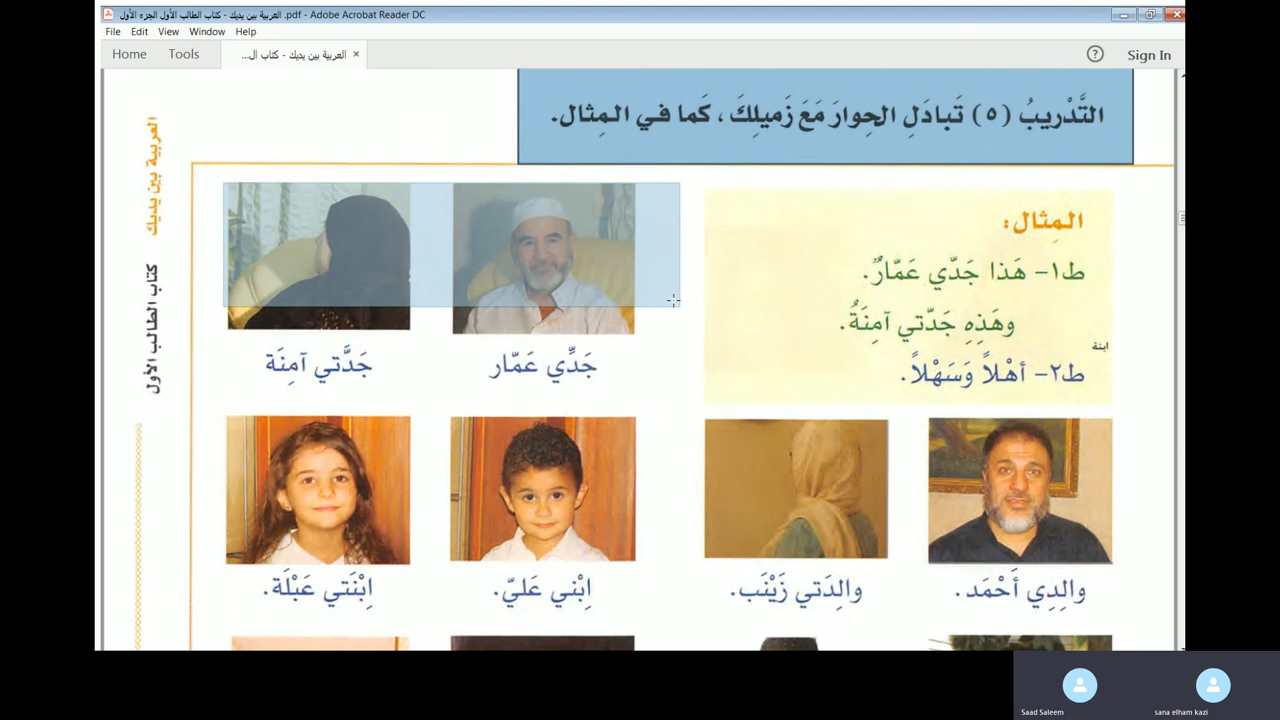 العربية بين يديك - كتاب الطالب الأول الجزء الأول .pdf - Adobe Acrobat Reader DC
File Edit View Window Help
Home Tools العربية بين يديك - كتاب ال... × ? Sign In
التَّدْريبُ (٥) تَبادَلِ الحِوارَ مَعَ زَميلِكَ ، كَما في المِثال.
العربية بين يديك
كتاب الطالب الأول
المِثال:
ط١- هَذا جَدّي عَمّارٌ.
وهَذِهِ جَدّتي آمِنَةُ.
ابنة
ط٢- أهْلاً وَسَهْلاً.
جَدِّي عَمّار
جَدَّتي آمِنَة
والِدِي أَحْمَد.
والِدَتي زَيْنَب.
اِبْني عَليّ.
اِبْنَتي عَبْلَة.
Saad Saleem
sana elham kazi